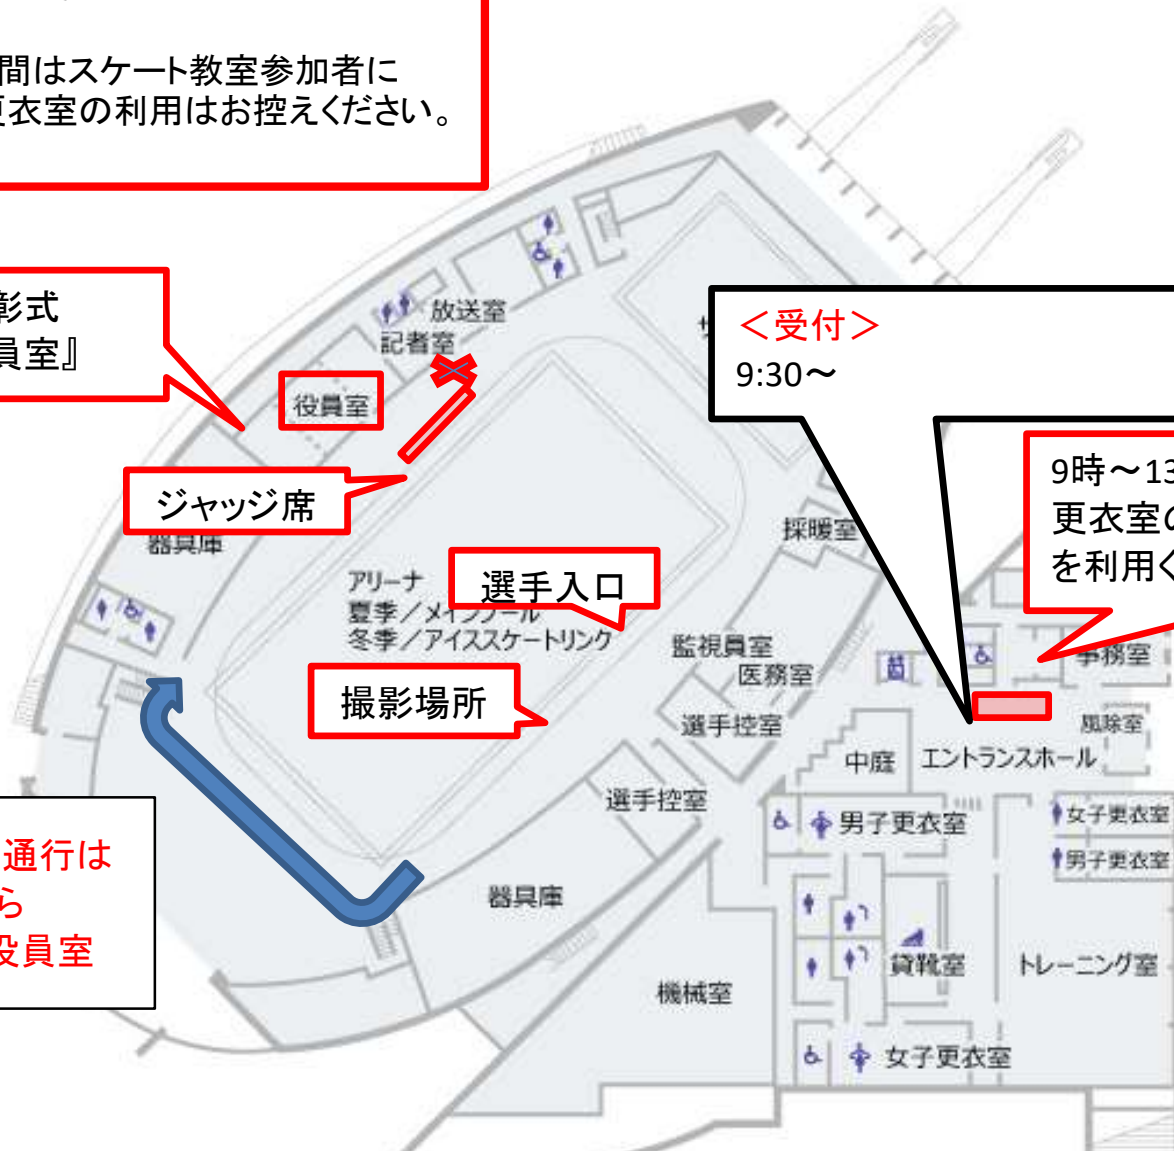 間はスケート教室参加者に
更衣室の利用はお控えください。
彰式
員室』
放送室
記者室
役員室
ジャッジ席
器具庫
＜受付＞
9:30～
9時～13
更衣室の
を利用く
採暖室
アリーナ
夏季／メインプール
冬季／アイススケートリンク
選手入口
撮影場所
監視員室
医務室
選手控室
事務室
風除室
中庭
エントランスホール
選手控室
男子更衣室
女子更衣室
男子更衣室
通行は
ら
役員室
器具庫
貸靴室
トレーニング室
機械室
女子更衣室